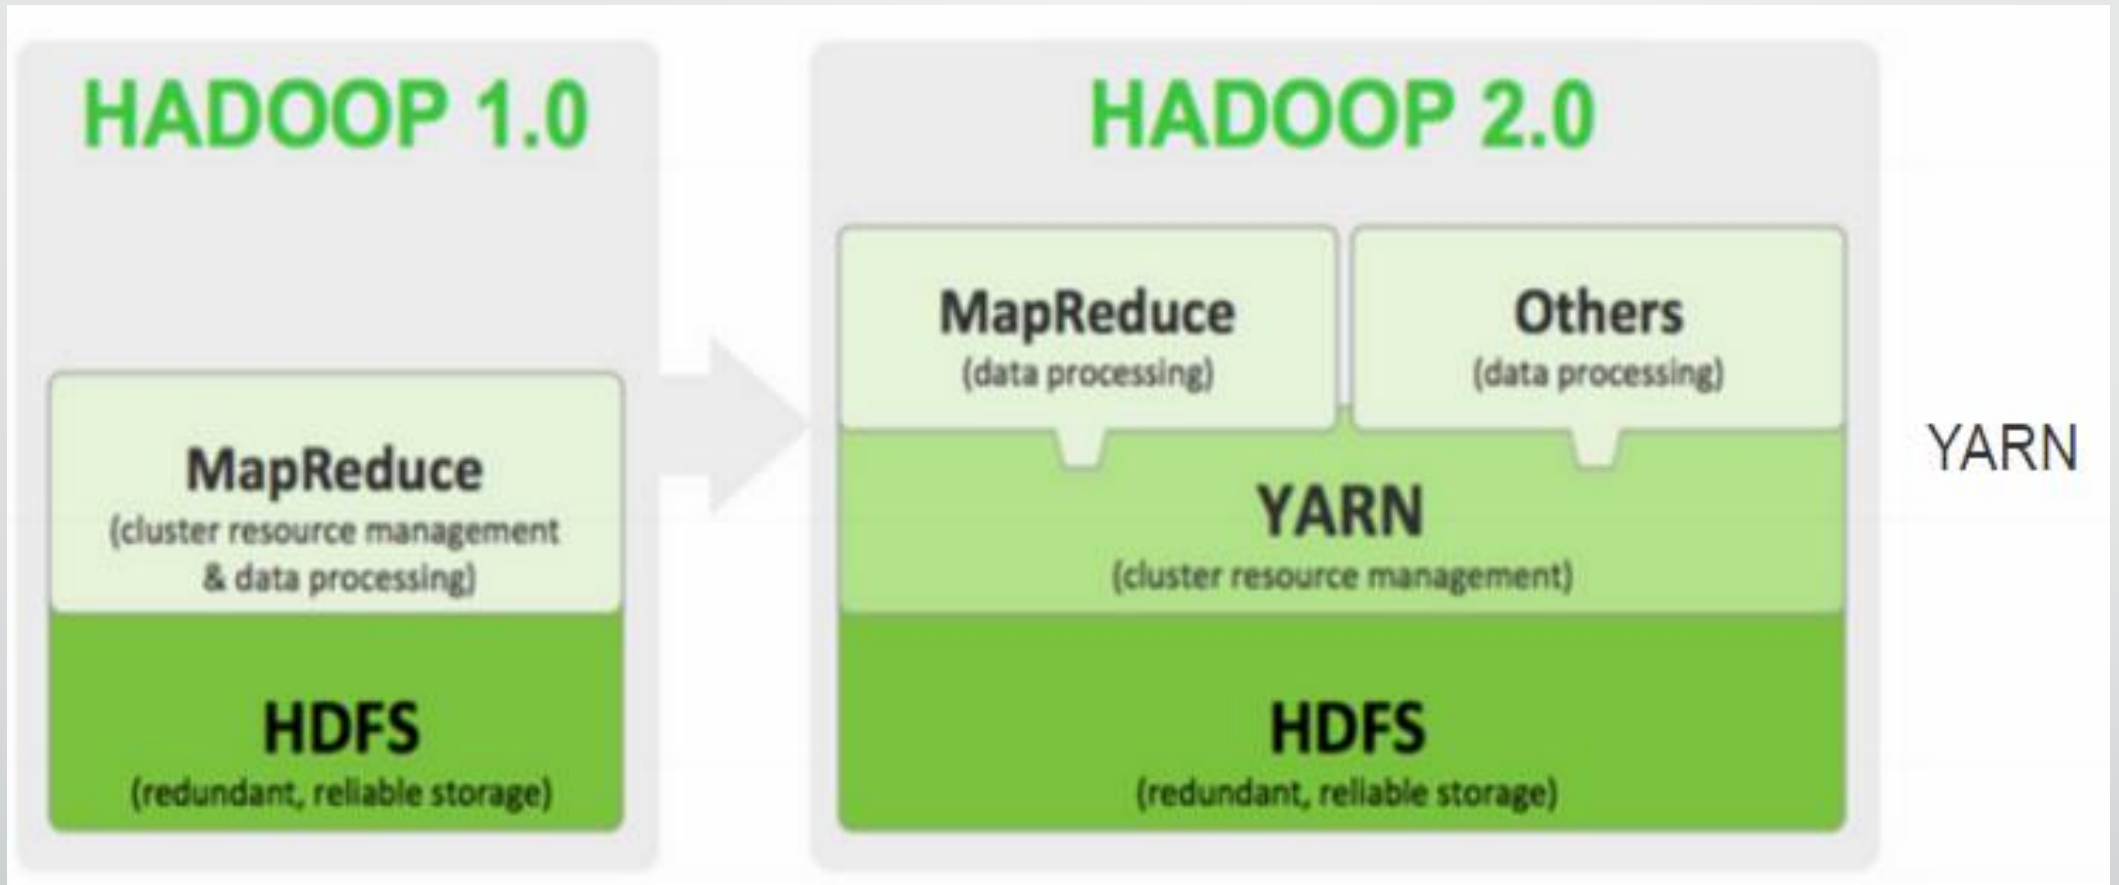 HADOOP 1.0
MapReduce
(cluster resource management
& data processing)
HDFS
(redundant, reliable storage)
HADOOP 2.0
MapReduce
(data processing)
Others
(data processing)
YARN
(cluster resource management)
HDFS
(redundant, reliable storage)
YARN